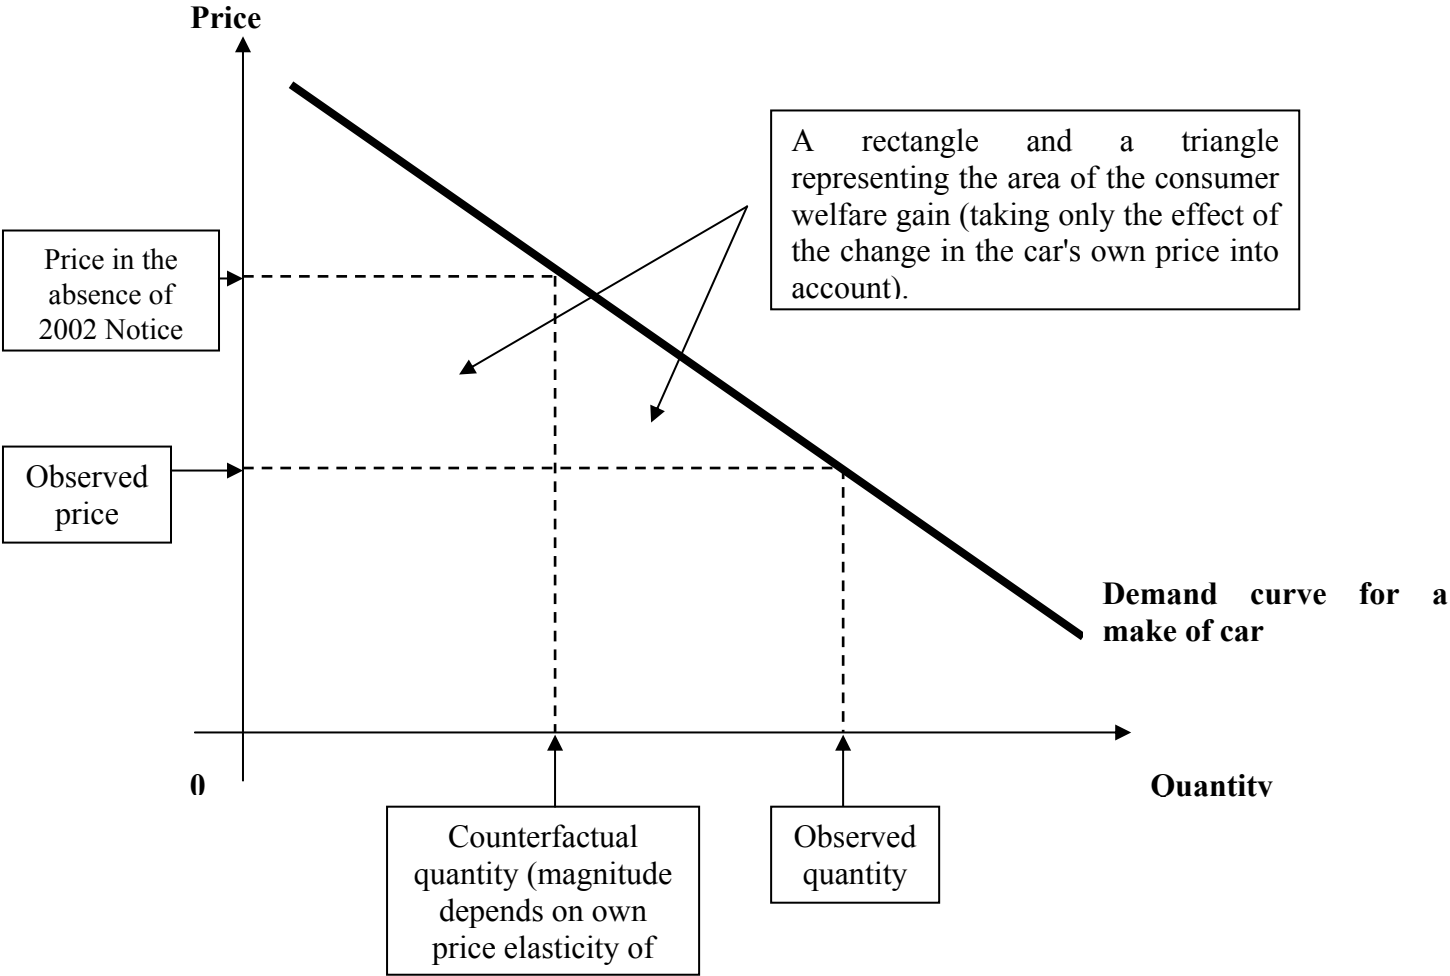 Price
A rectangle and a triangle
representing the area of the consumer
welfare gain (taking only the effect of
the change in the car's own price into
account).
Price in the
absence of
2002 Notice
Observed
price
Demand curve for a
make of car
0
Quantity
Counterfactual
quantity (magnitude
depends on own
price elasticity of
Observed
quantity